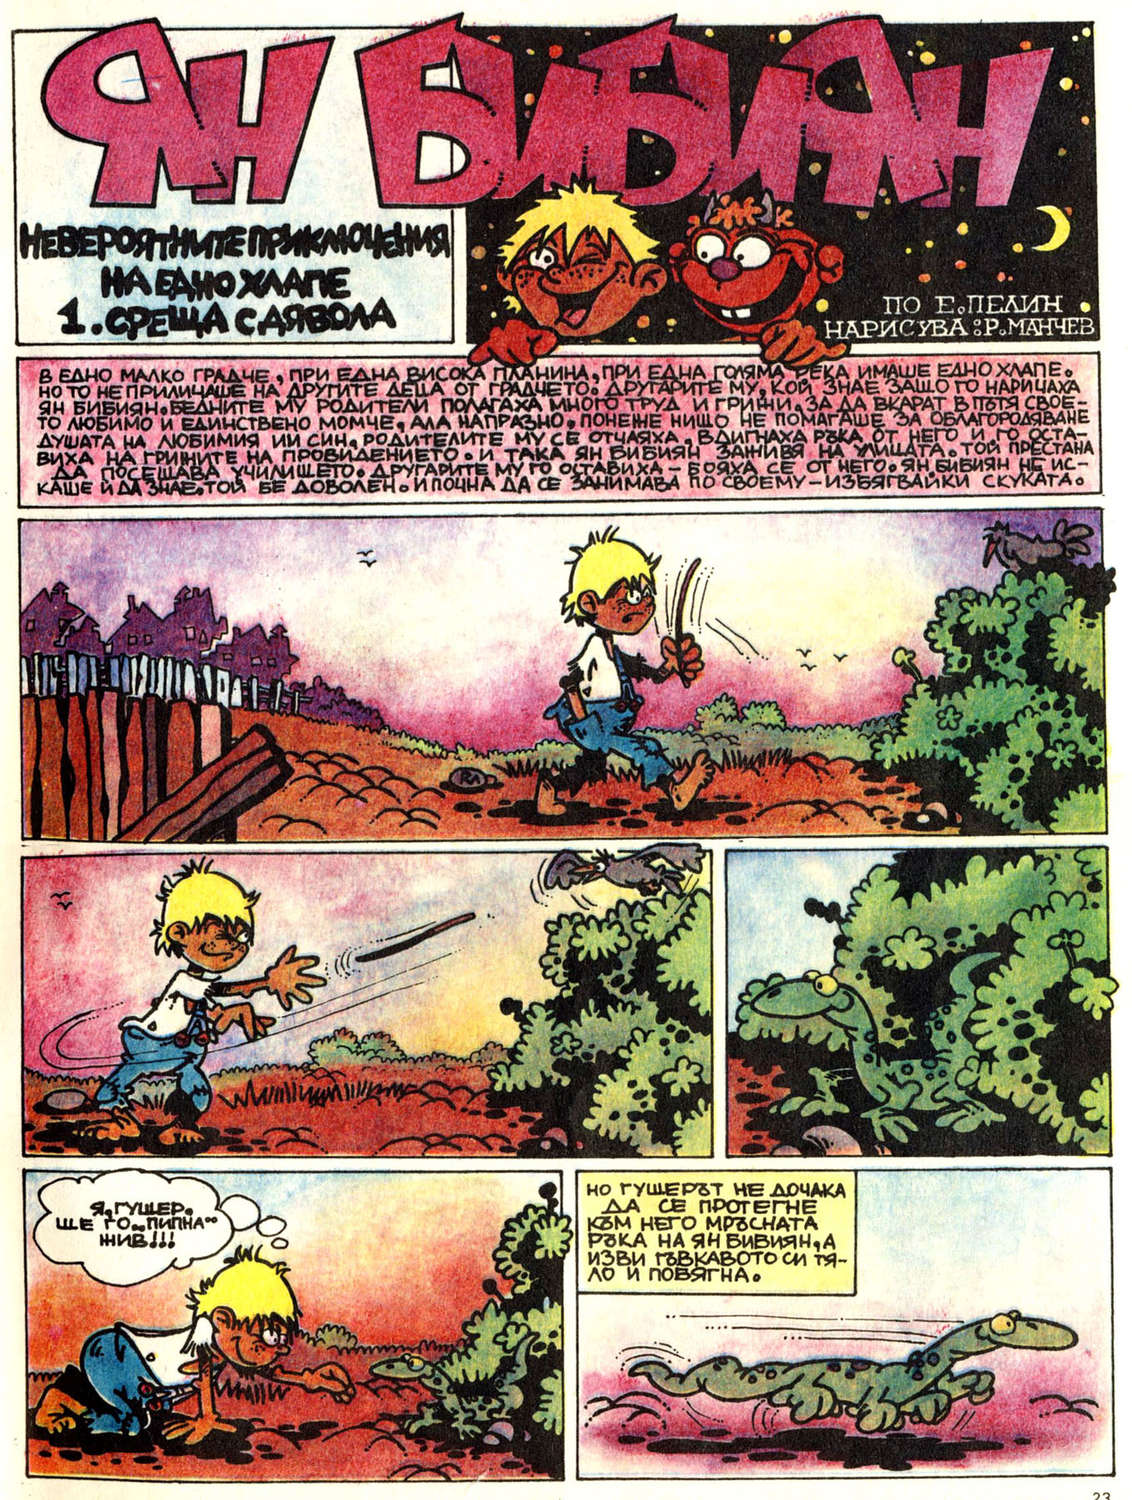 ЯН БИБИЯН
НЕВЕРОЯТНИТЕ ПРИКЛЮЧЕНИЯ
НА ЕДНО ХЛАПЕ
1. СРЕЩА С ДЯВОЛА
ПО Е. ПЕЛИН
НАРИСУВА: Р. МАНЧЕВ
В ЕДНО МАЛКО ГРАДЧЕ, ПРИ ЕДНА ВИСОКА ПЛАНИНА, ПРИ ЕДНА ГОЛЯМА РЕКА ИМАШЕ ЕДНО ХЛАПЕ.
НО ТО НЕ ПРИЛИЧАШЕ НА ДРУГИТЕ ДЕЦА ОТ ГРАДЧЕТО. ДРУГАРИТЕ МУ, КОЙ ЗНАЕ ЗАЩО ГО НАРИЧАХА
ЯН БИБИЯН. БЕДНИТЕ МУ РОДИТЕЛИ ПОЛАГАХА МНОГО ТРУД И ГРИЖИ, ЗА ДА ВКАРАТ В ПЪТЯ СВОЕ-
ТО ЛЮБИМО И ЕДИНСТВЕНО МОМЧЕ, АЛА НАПРАЗНО. ПОНЕЖЕ НИЩО НЕ ПОМАГАШЕ ЗА ОБЛАГОРОДЯВАНЕ
ДУШАТА НА ЛЮБИМИЯ ИМ СИН, РОДИТЕЛИТЕ МУ СЕ ОТЧАЯХА, ВДИГНАХА РЪКА ОТ НЕГО И ГО ОСТА-
ВИХА НА ГРИЖИТЕ НА ПРОВИДЕНИЕТО. И ТАКА ЯН БИБИЯН ЗАЖИВЯ НА УЛИЦАТА. ТОЙ ПРЕСТАНА
ДА ПОСЕЩАВА УЧИЛИЩЕТО. ДРУГАРИТЕ МУ ГО ОСТАВИХА – БОЯХА СЕ ОТ НЕГО. ЯН БИБИЯН НЕ ИС-
КАШЕ Й ДА ЗНАЕ. ТОЙ БЕ ДОВОЛЕН. И ПОЧНА ДА СЕ ЗАНИМАВА ПО СВОЕМУ – ИЗБЯГВАЙКИ СКУКАТА.
Я, ГУЩЕР.
ЩЕ ГО ПИПНА
ЖИВ!!!
НО ГУЩЕРЪТ НЕ ДОЧАКА
ДА СЕ ПРОТЕГНЕ
КЪМ НЕГО МРЪСНАТА
РЪКА НА ЯН БИБИЯН, А
ИЗВИ ГЪВКАВОТО СИ ТЯ-
ЛО И ПОБЯГНА.
23